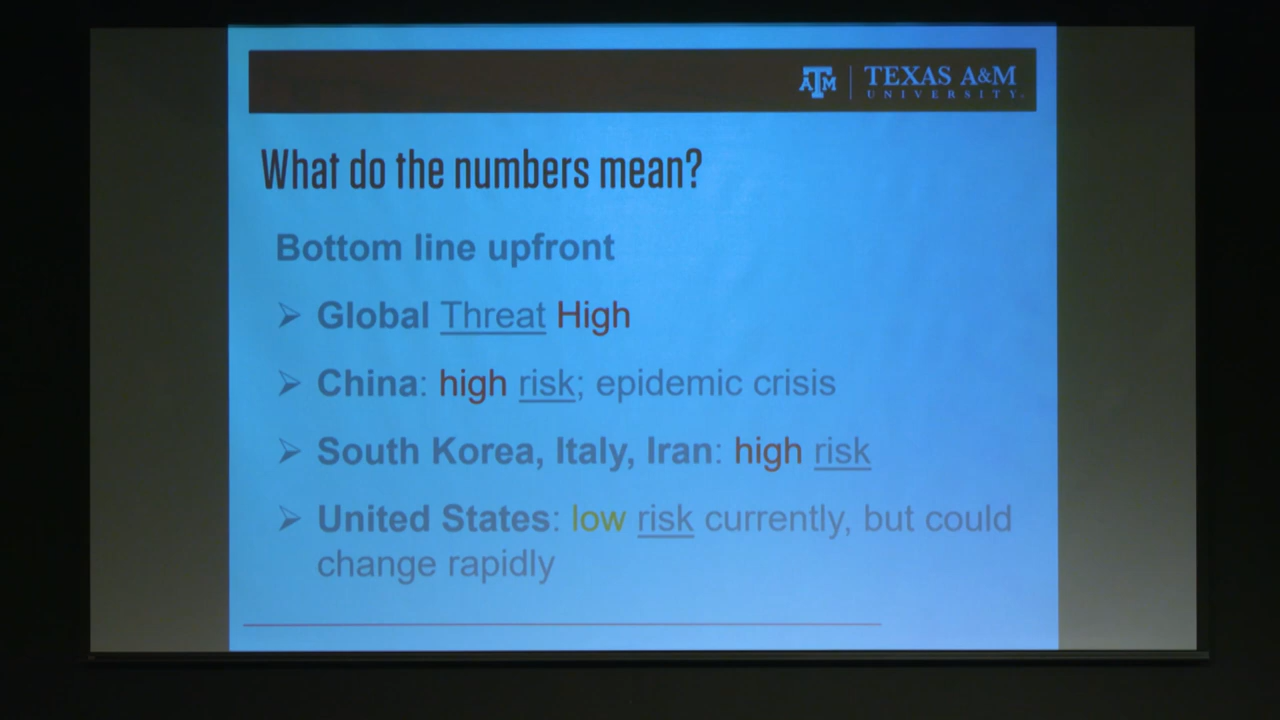 ATM TEXAS A&M
UNIVERSITY.
What do the numbers mean?
Bottom line upfront
➢ Global Threat High
➢ China: high risk; epidemic crisis
➢ South Korea, Italy, Iran: high risk
➢ United States: low risk currently, but could
change rapidly